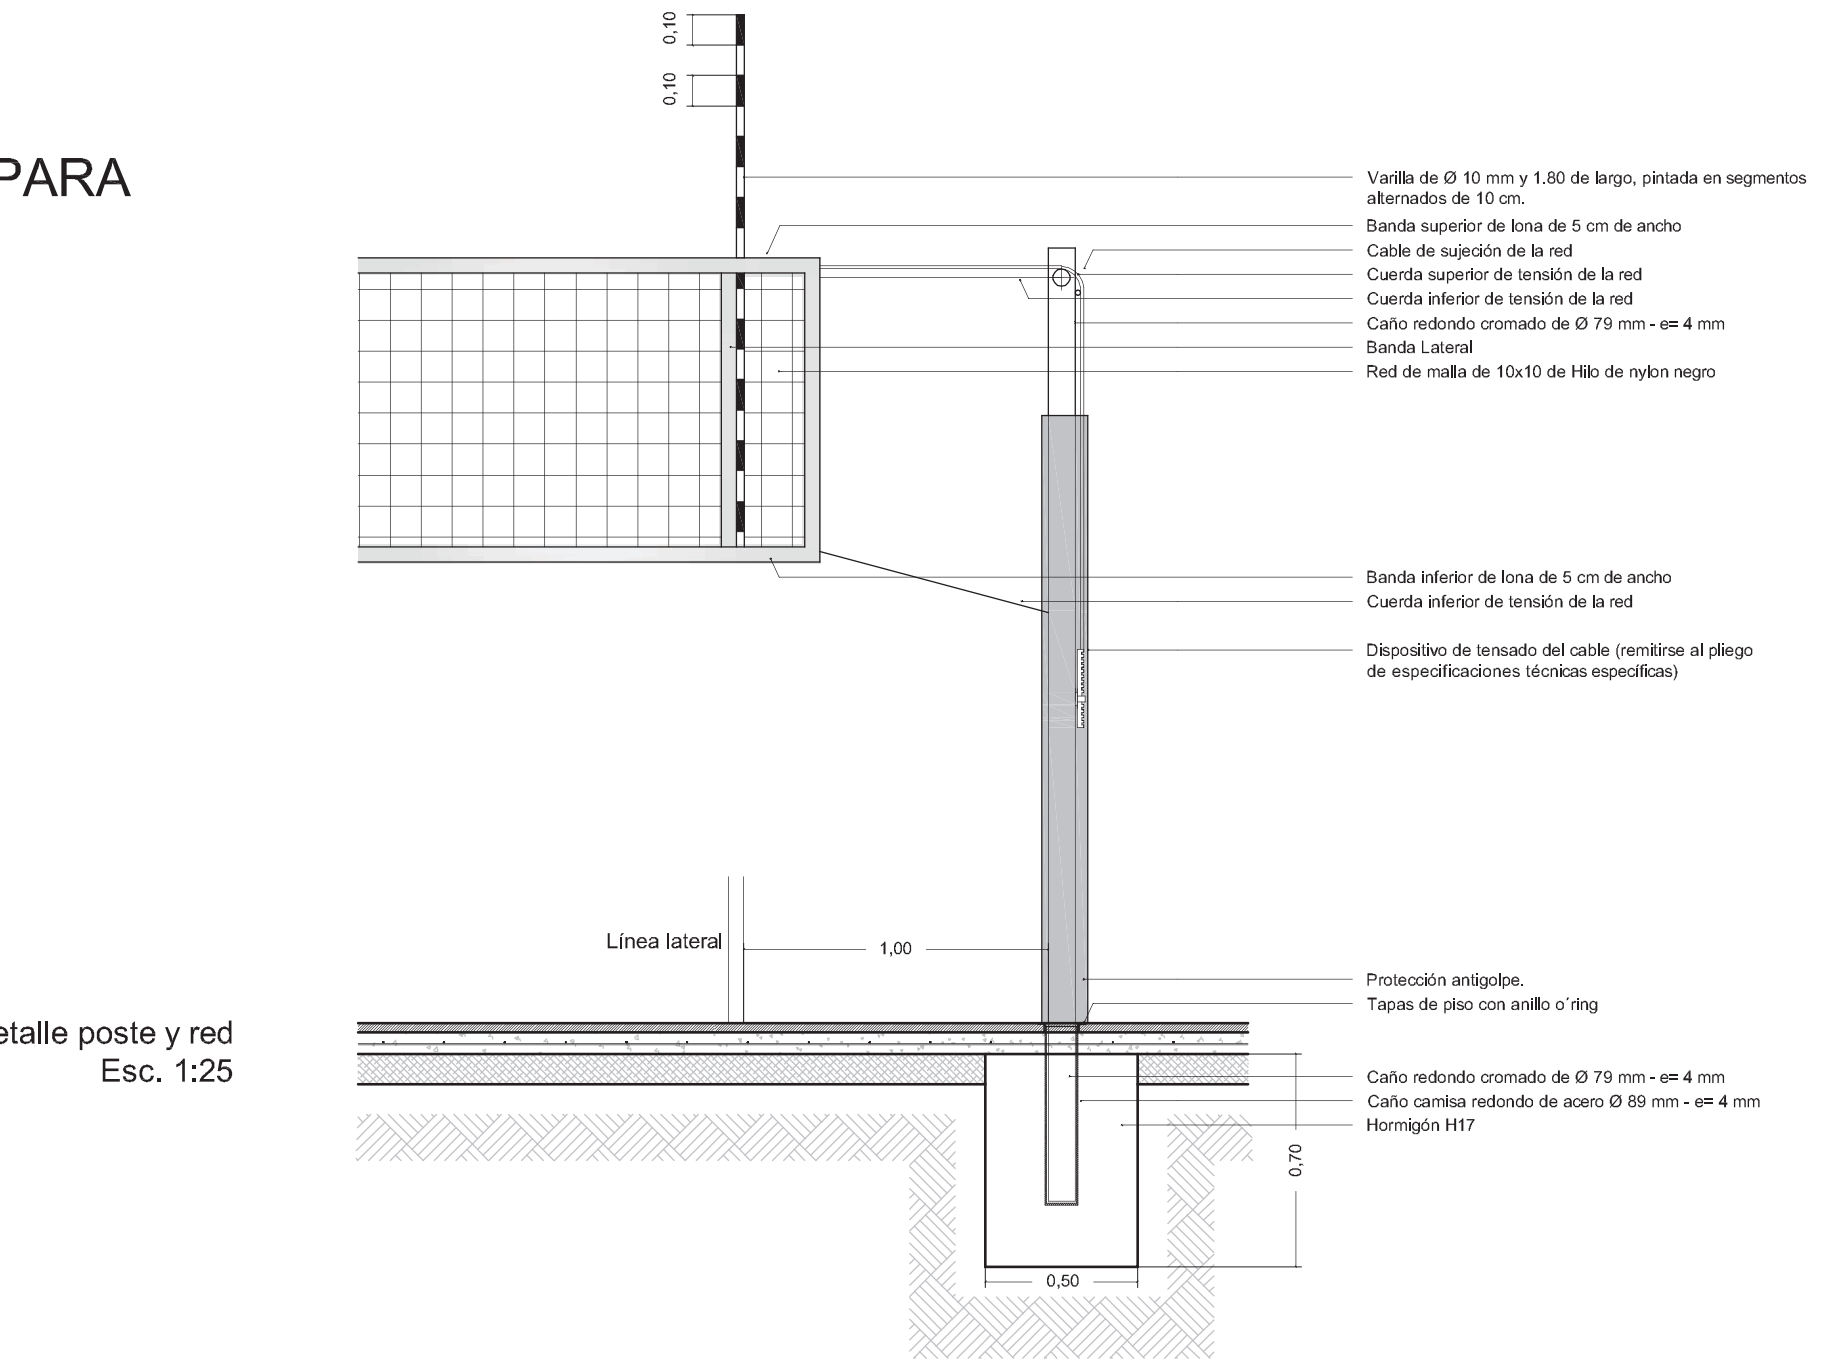 0,10
0,10
PARA
Varilla de Ø 10 mm y 1.80 de largo, pintada en segmentos
alternados de 10 cm.
Banda superior de lona de 5 cm de ancho
Cable de sujeción de la red
Cuerda superior de tensión de la red
Cuerda inferior de tensión de la red
Caño redondo cromado de Ø 79 mm - e= 4 mm
Banda Lateral
Red de malla de 10x10 de Hilo de nylon negro
Banda inferior de lona de 5 cm de ancho
Cuerda inferior de tensión de la red
Dispositivo de tensado del cable (remitirse al pliego
de especificaciones técnicas específicas)
Línea lateral
1,00
Protección antigolpe.
Tapas de piso con anillo o´ring
etalle poste y red
Esc. 1:25
Caño redondo cromado de Ø 79 mm - e= 4 mm
Caño camisa redondo de acero Ø 89 mm - e= 4 mm
Hormigón H17
0,70
0,50